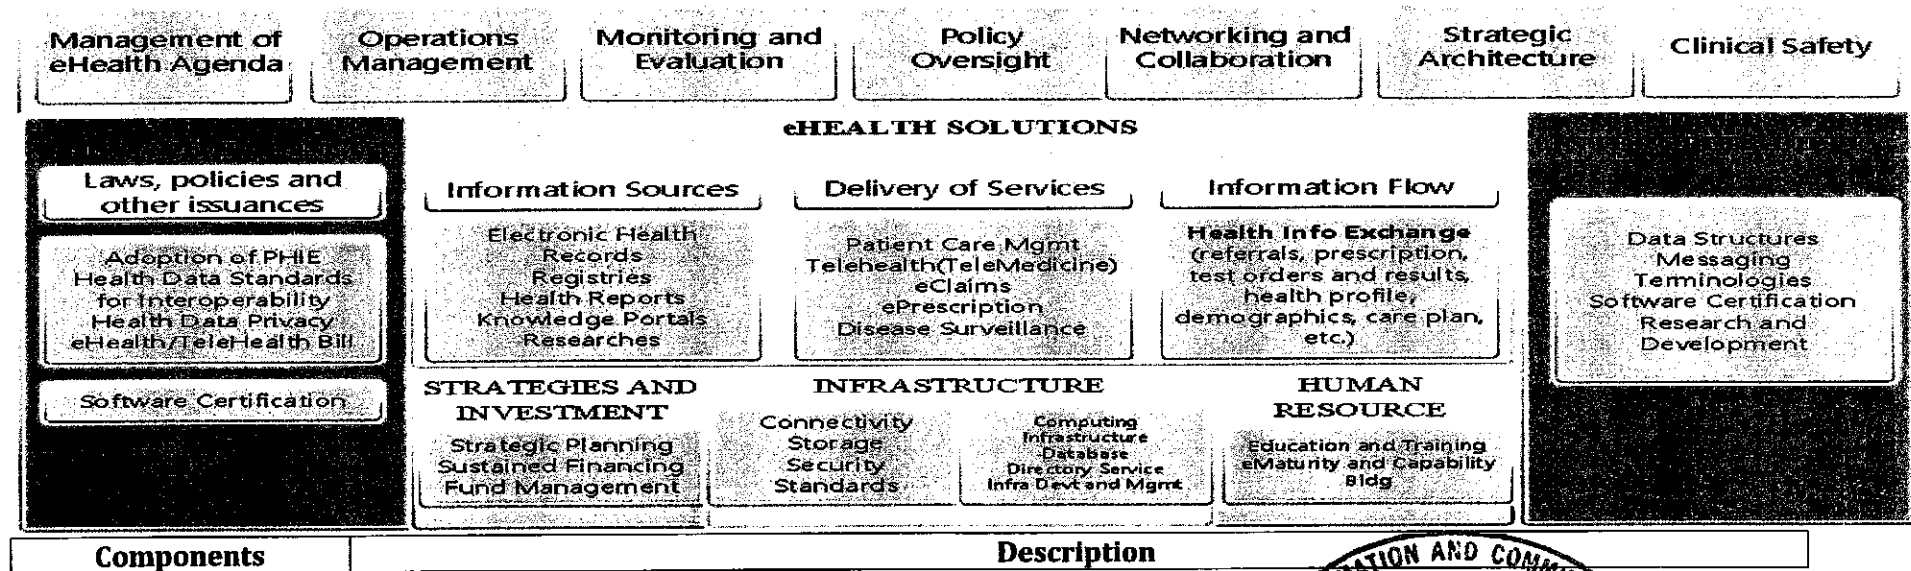 Management of
eHealth Agenda
Operations
Management
Monitoring and
Evaluation
Policy
Oversight
Networking and
Collaboration
Strategic
Architecture
Clinical Safety
eHEALTH SOLUTIONS
Laws, policies and
other issuances
Adoption of PHIE
Health Data Standards
for Interoperability
Health Data Privacy
eHealth/TeleHealth Bill
Software Certification
Information Sources
Electronic Health
Records
Registries
Health Reports
Knowledge Portals
Researches
Delivery of Services
Patient Care Mgmt
Telehealth(TeleMedicine)
eClaims
ePrescription
Disease Surveillance
Information Flow
Health Info Exchange
(referrals, prescription,
test orders and results,
health profile,
demographics, care plan,
etc.)
Data Structures
Messaging
Terminologies
Software Certification
Research and
Development
STRATEGIES AND
INVESTMENT
Strategic Planning
Sustained Financing
Fund Management
INFRASTRUCTURE
Connectivity
Storage
Security
Standards
Computing
Infrastructure
Database
Directory Service
Infra Devt and Mgmt
HUMAN
RESOURCE
Education and Training
eMaturity and Capability
Bldg
Components
Description
AND